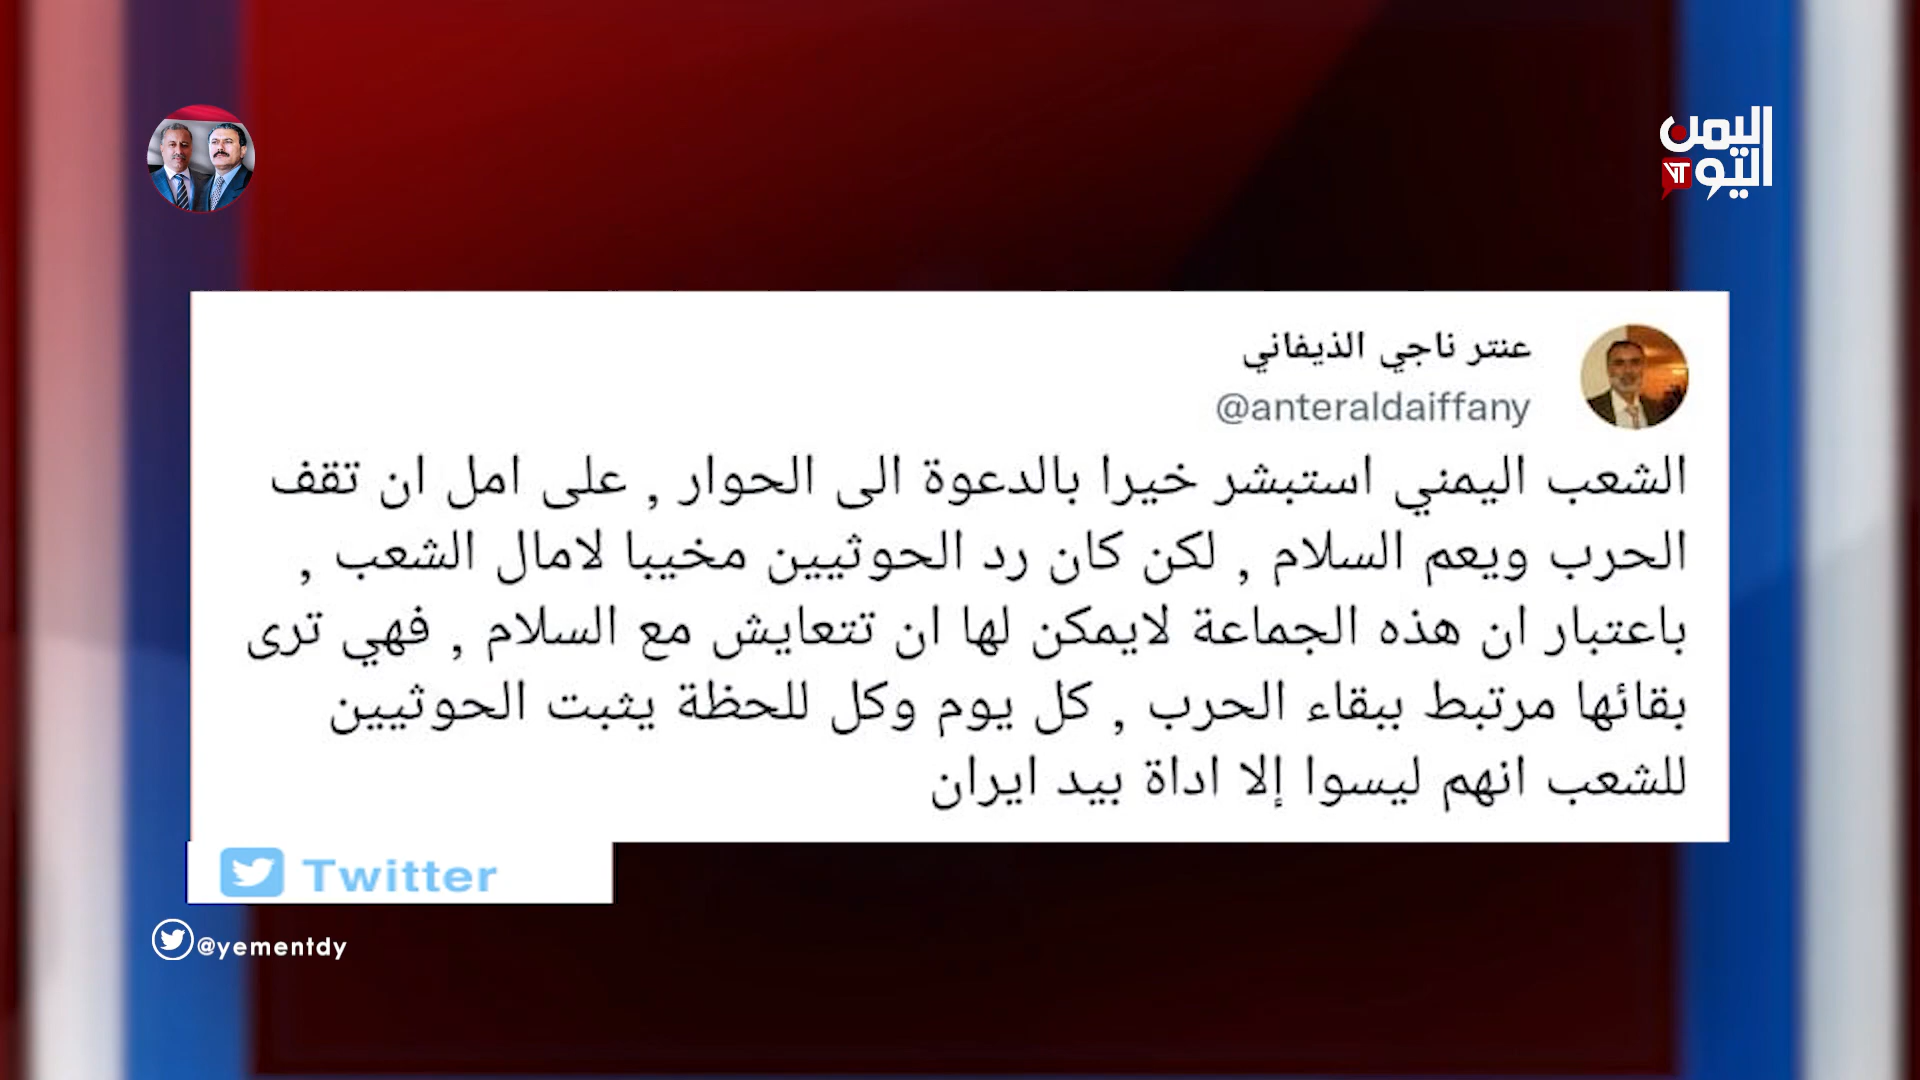 اليمن
اليوم
YT
عنتر ناجي الذيفاني
@anteraldaiffany
الشعب اليمني استبشر خيرا بالدعوة الى الحوار , على امل ان تقف
الحرب ويعم السلام , لكن كان رد الحوثيين مخيبا لامال الشعب ,
باعتبار ان هذه الجماعة لايمكن لها ان تتعايش مع السلام , فهي ترى
بقائها مرتبط ببقاء الحرب , كل يوم وكل للحظة يثبت الحوثيين
للشعب انهم ليسوا إلا اداة بيد ايران
Twitter
@yementdy